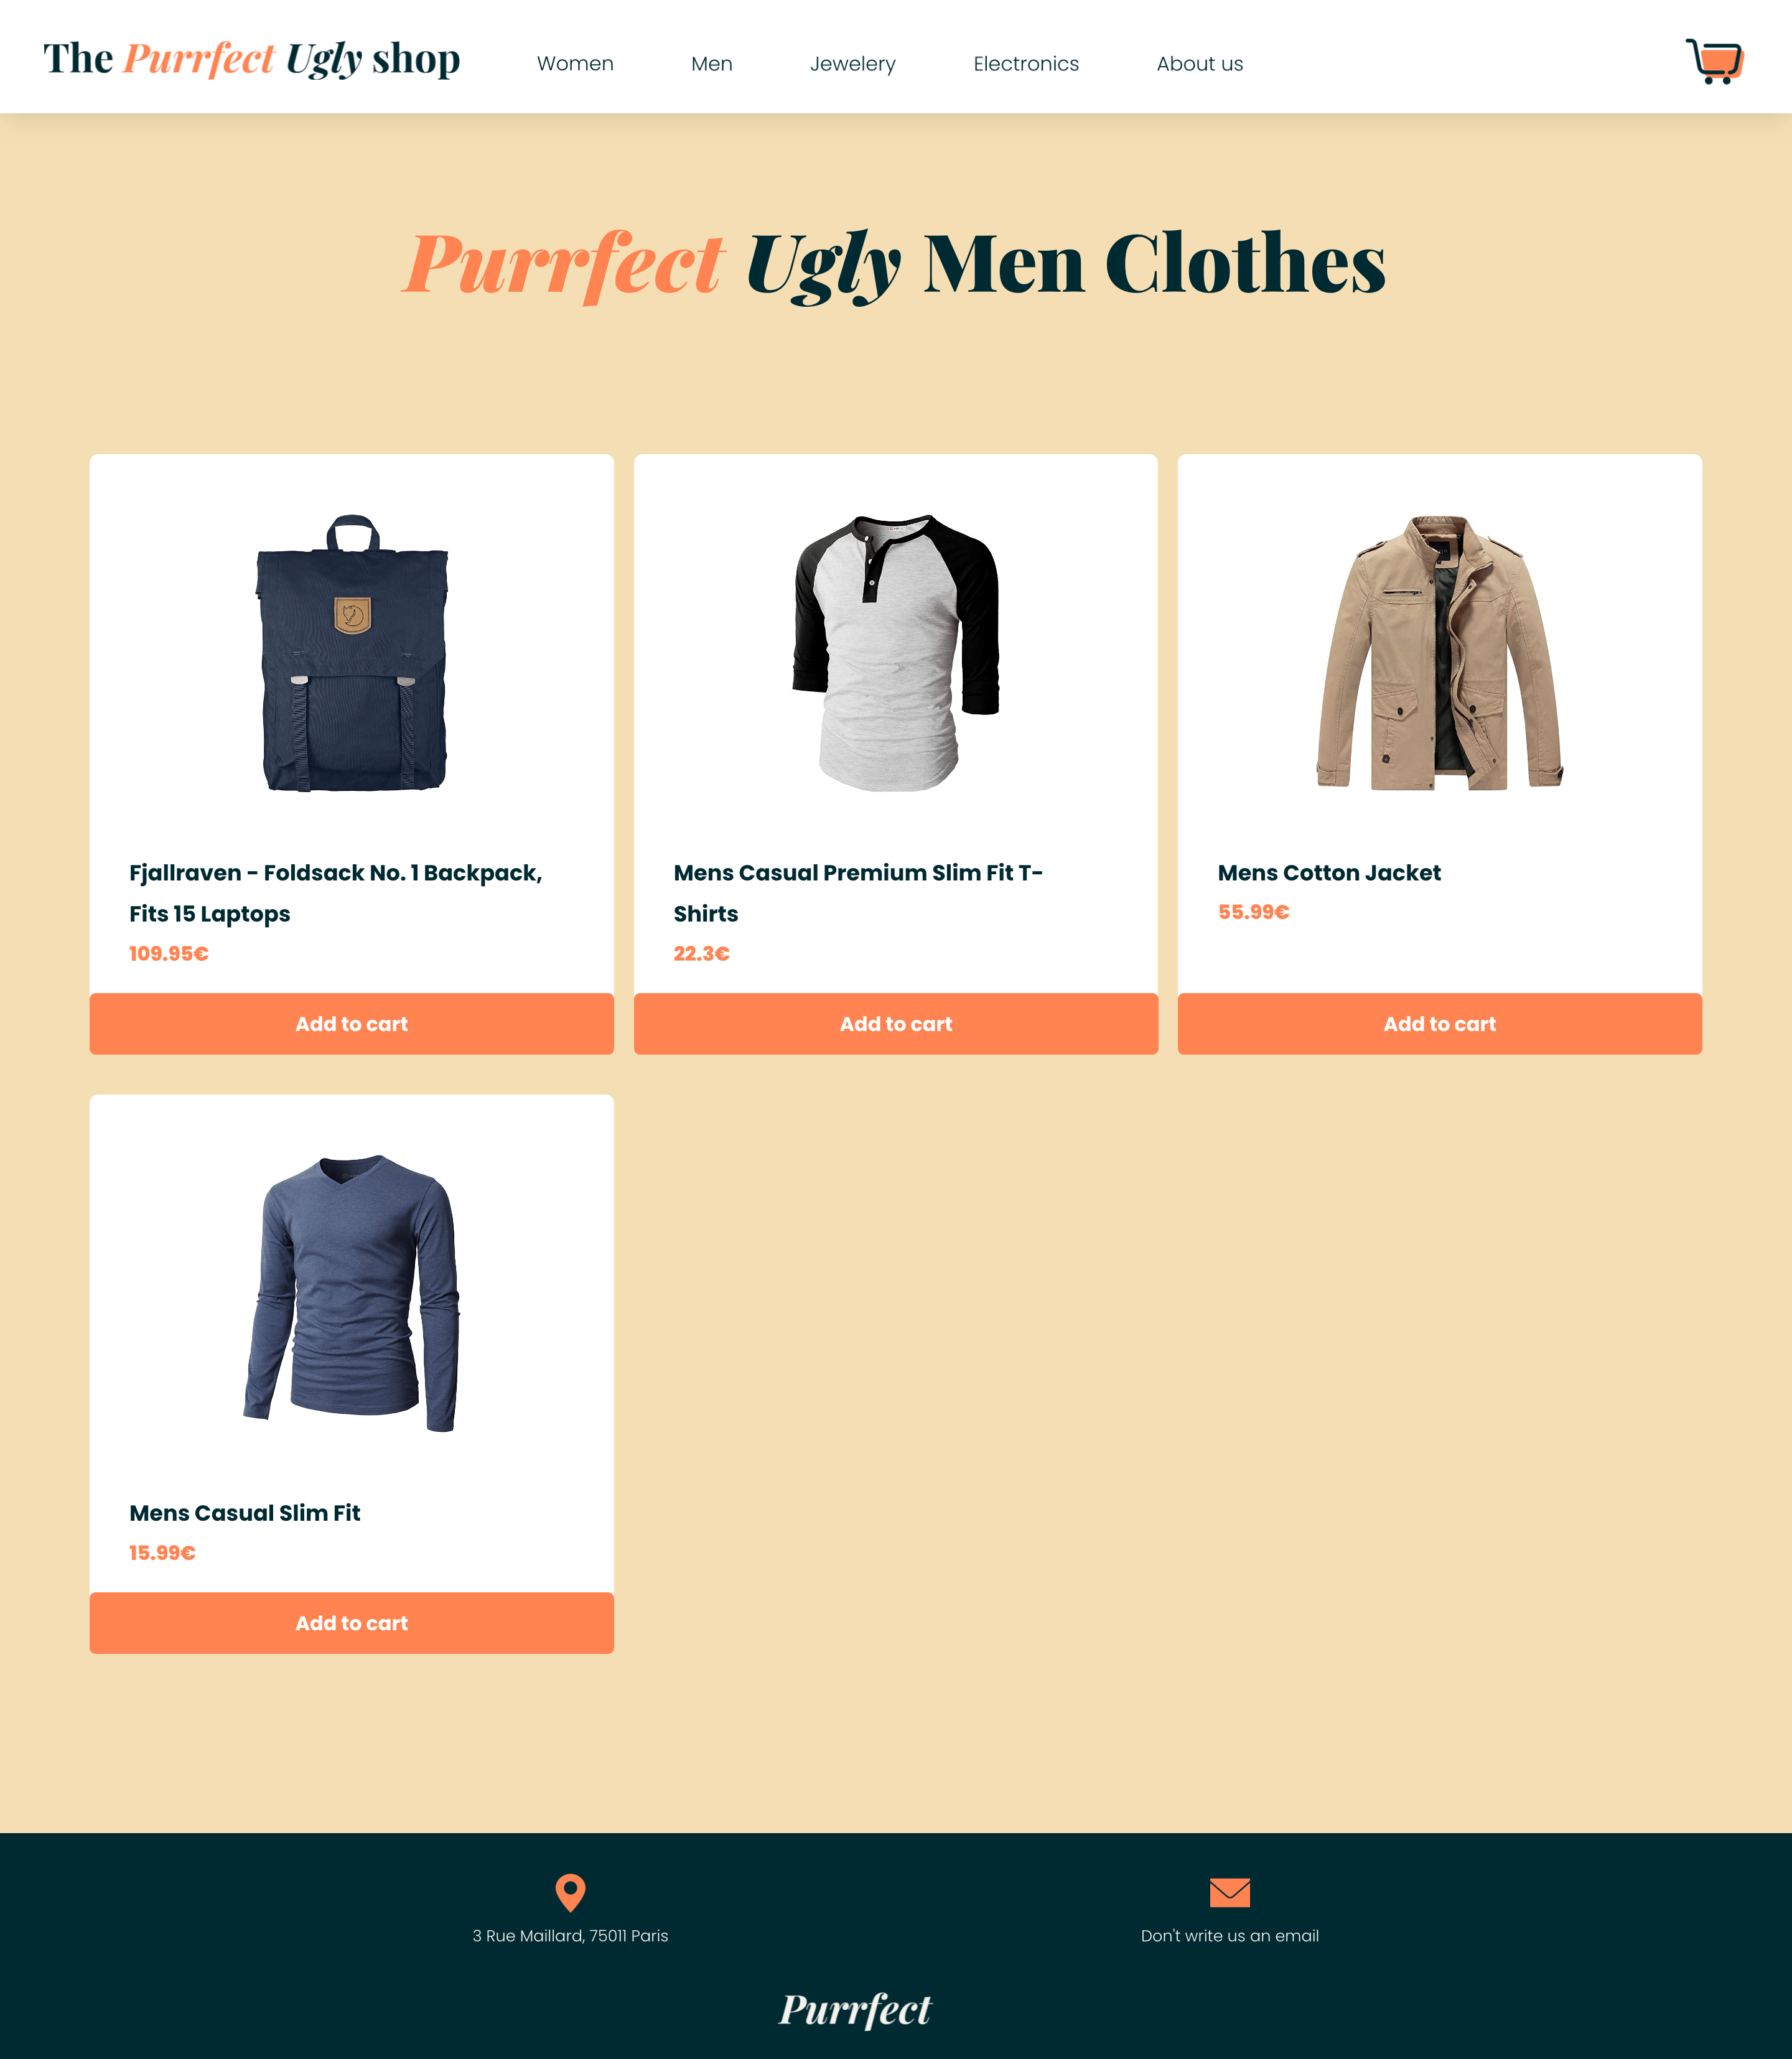 The Purrfect Ugly shop
Women
Men
Jewelery
Electronics
About us
Purrfect Ugly Men Clothes
Fjallraven - Foldsack No. 1 Backpack,
Fits 15 Laptops
109.95€
Add to cart
Mens Casual Premium Slim Fit T-
Shirts
22.3€
Add to cart
Mens Cotton Jacket
55.99€
Add to cart
Mens Casual Slim Fit
15.99€
Add to cart
3 Rue Maillard, 75011 Paris
Don't write us an email
Purrfect